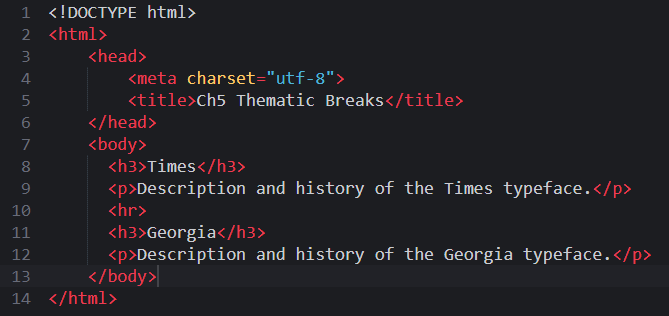 1 <!DOCTYPE html>
2 <html>
3     <head>
4         <meta charset="utf-8">
5         <title>Ch5 Thematic Breaks</title>
6     </head>
7     <body>
8       <h3>Times</h3>
9       <p>Description and history of the Times typeface.</p>
10       <hr>
11       <h3>Georgia</h3>
12       <p>Description and history of the Georgia typeface.</p>
13     </body>
14 </html>